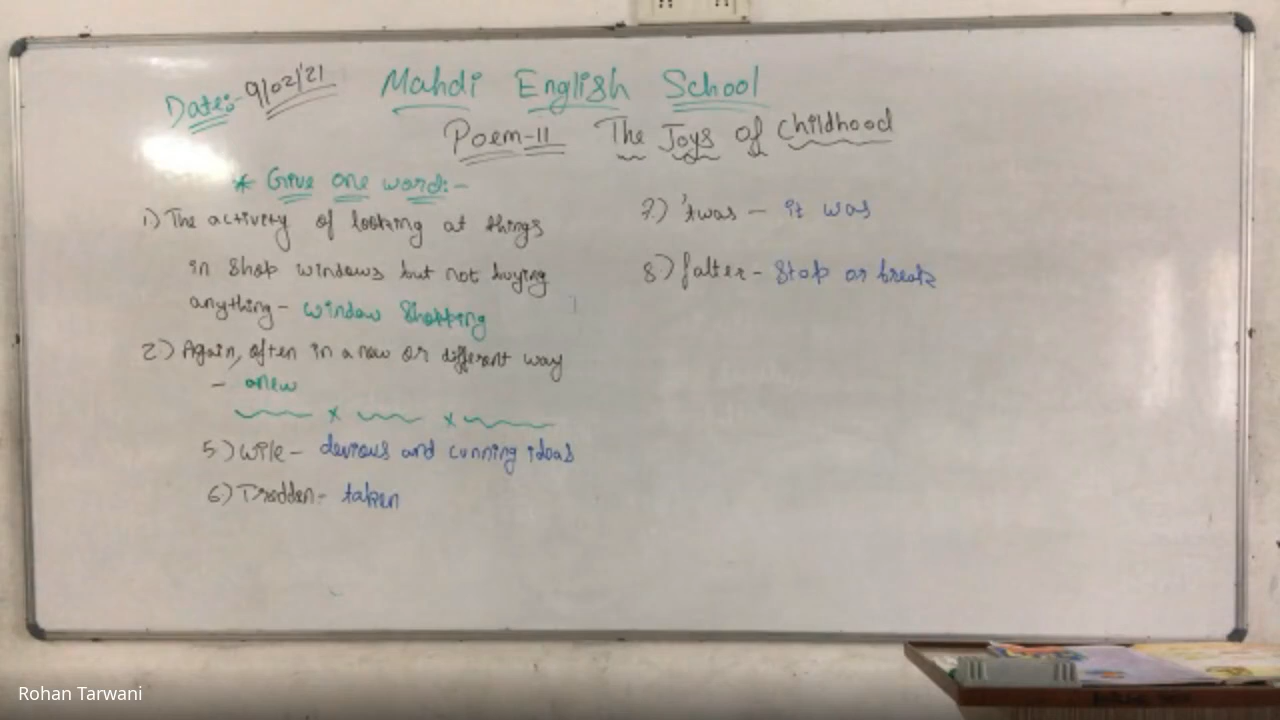 Date:- 9/02/21
Mahdi English School
Poem-11 The Joys of Childhood
* Give one word:-
1) The activity of looking at things
in shop windows but not buying
anything - window shopping
2) Again, often in a new or different way
- anew
5) wile - devious and cunning ideas
6) Trodden - taken
7) 'twas - it was
8) falter - stop or break
Rohan Tarwani